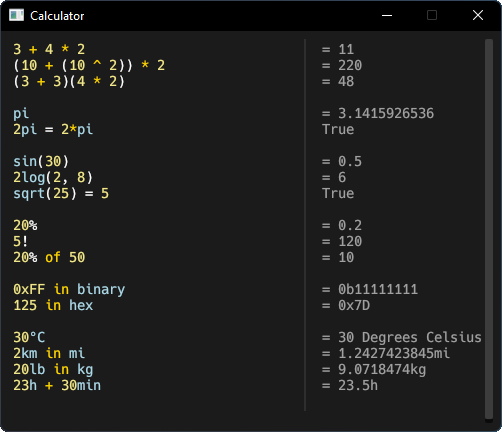 Calculator
3 + 4 * 2 = 11
(10 + (10 ^ 2)) * 2 = 220
(3 + 3)(4 * 2) = 48
pi = 3.1415926536
2pi = 2*pi True
sin(30) = 0.5
2log(2, 8) = 6
sqrt(25) = 5 True
20% = 0.2
5! = 120
20% of 50 = 10
0xFF in binary = 0b11111111
125 in hex = 0x7D
30°C = 30 Degrees Celsius
2km in mi = 1.2427423845mi
20lb in kg = 9.0718474kg
23h + 30min = 23.5h